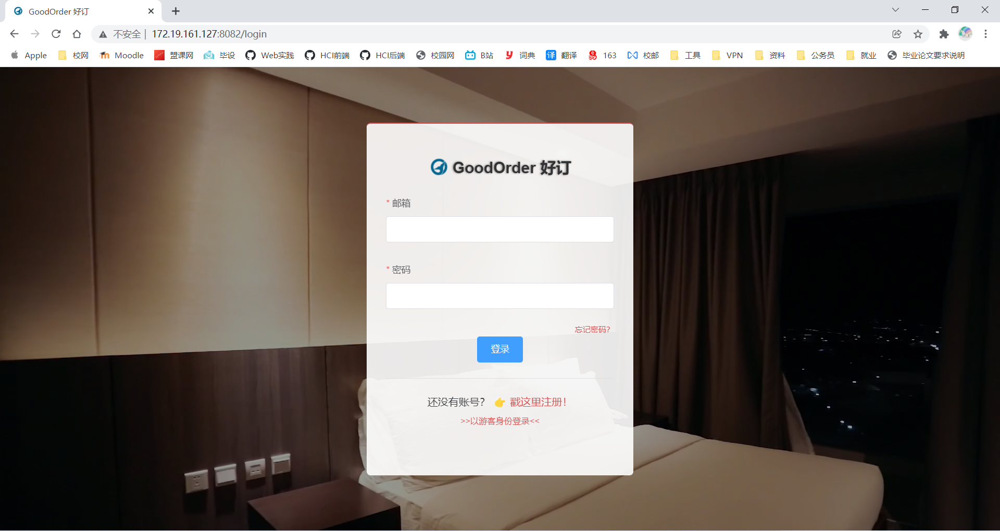 GoodOrder 好订
不安全 | 172.19.161.127:8082/login
Apple 校网 Moodle 盟课网 毕设 Web实践 HCI前端 HCI后端 校园网 B站 词典 翻译 163 校邮 工具 VPN 资料 公务员 就业 毕业论文要求说明
GoodOrder 好订
* 邮箱
* 密码
忘记密码?
登录
还没有账号? 👉 戳这里注册!
>>以游客身份登录<<